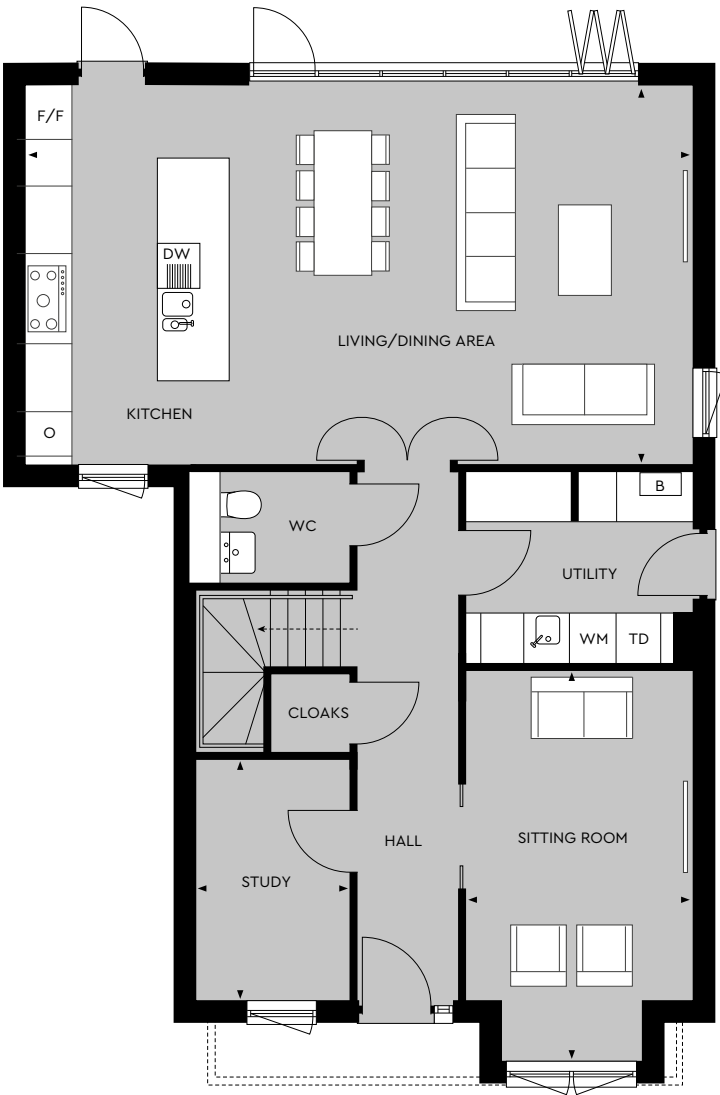 F/F
DW
LIVING/DINING AREA
KITCHEN
O
B
WC
UTILITY
WM
TD
CLOAKS
HALL
SITTING ROOM
STUDY